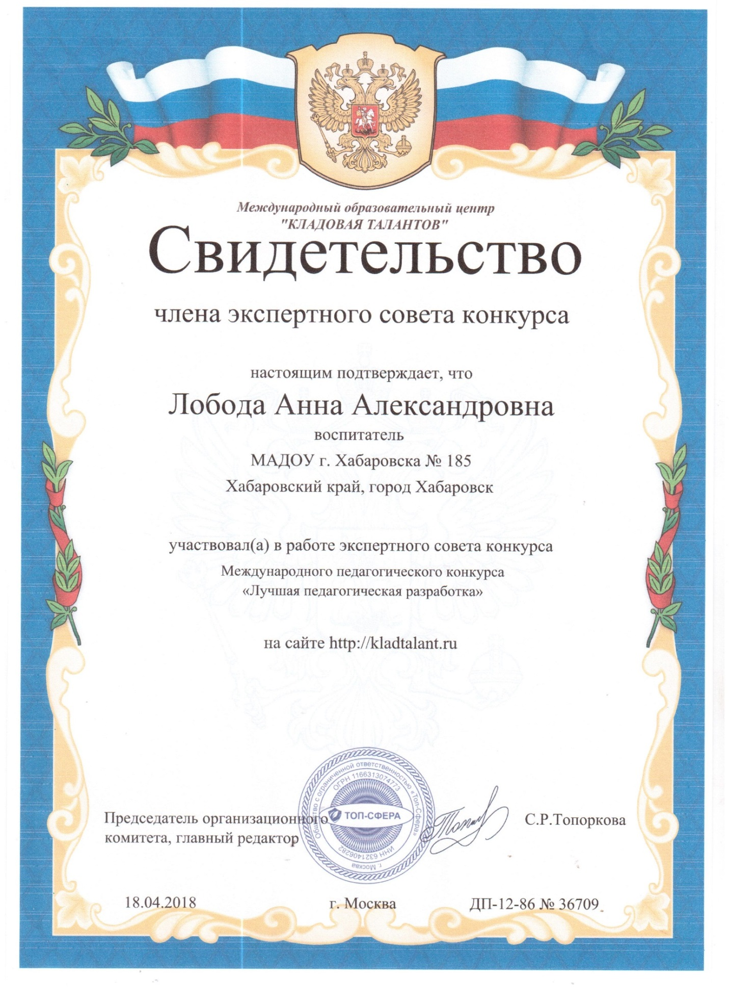 Международный образовательный центр
"КЛАДОВАЯ ТАЛАНТОВ"
Свидетельство
члена экспертного совета конкурса
настоящим подтверждает, что
Лобода Анна Александровна
воспитатель
МАДОУ г. Хабаровска № 185
Хабаровский край, город Хабаровск
участвовал(а) в работе экспертного совета конкурса
Международного педагогического конкурса
«Лучшая педагогическая разработка»
на сайте http://kladtalant.ru
Общество с ограниченной ответственностью «Топ-Сфера»
ОГРН 1166313074773
ТОП-СФЕРА
ИНН 6321406282
г. Москва
Председатель организационного
комитета, главный редактор
С.Р.Топоркова
18.04.2018
г. Москва
ДП-12-86 № 36709